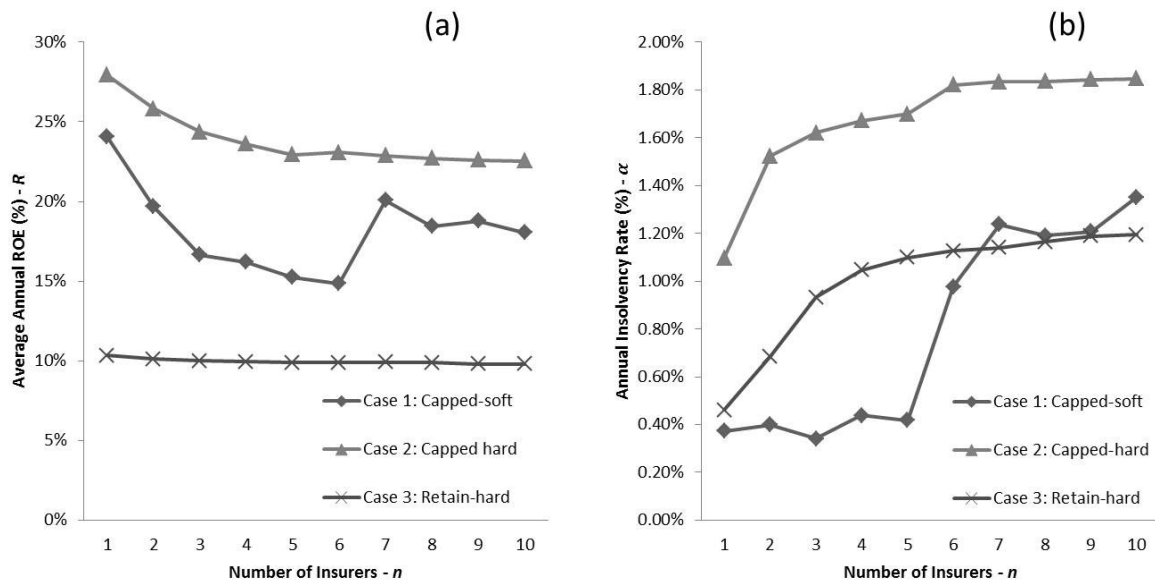 (a)
Average Annual ROE (%) - R
30%
25%
20%
15%
10%
5%
0%
Case 1: Capped-soft
Case 2: Capped hard
Case 3: Retain-hard
1 2 3 4 5 6 7 8 9 10
Number of Insurers - n
(b)
Annual Insolvency Rate (%) - α
2.00%
1.80%
1.60%
1.40%
1.20%
1.00%
0.80%
0.60%
0.40%
0.20%
0.00%
Case 1: Capped-soft
Case 2: Capped-hard
Case 3: Retain-hard
1 2 3 4 5 6 7 8 9 10
Number of Insurers - n